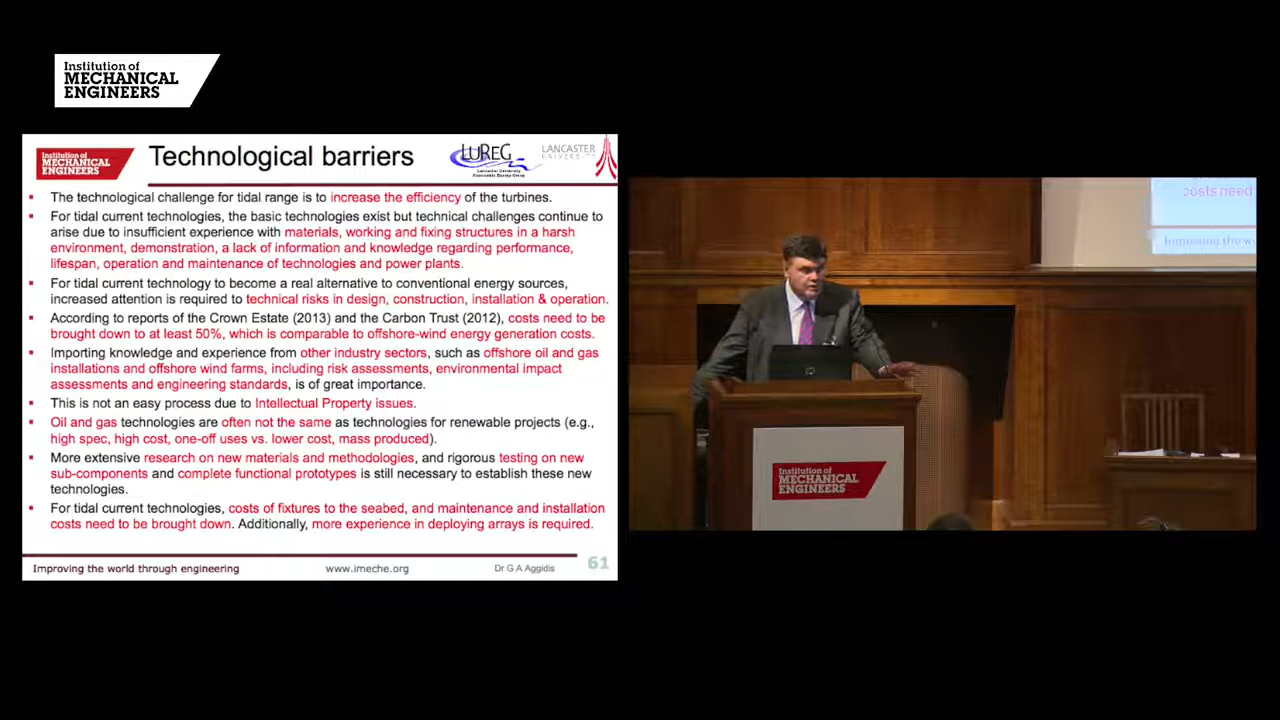 Institution of
MECHANICAL
ENGINEERS
Institution of
MECHANICAL
ENGINEERS
Technological barriers
LUREG
Lancaster University
Renewable Energy Group
LANCASTER
UNIVERSITY
▪ The technological challenge for tidal range is to increase the efficiency of the turbines.
▪ For tidal current technologies, the basic technologies exist but technical challenges continue to
arise due to insufficient experience with materials, working and fixing structures in a harsh
environment, demonstration, a lack of information and knowledge regarding performance,
lifespan, operation and maintenance of technologies and power plants.
▪ For tidal current technology to become a real alternative to conventional energy sources,
increased attention is required to technical risks in design, construction, installation & operation.
▪ According to reports of the Crown Estate (2013) and the Carbon Trust (2012), costs need to be
brought down to at least 50%, which is comparable to offshore-wind energy generation costs.
▪ Importing knowledge and experience from other industry sectors, such as offshore oil and gas
installations and offshore wind farms, including risk assessments, environmental impact
assessments and engineering standards, is of great importance.
▪ This is not an easy process due to Intellectual Property issues.
▪ Oil and gas technologies are often not the same as technologies for renewable projects (e.g.,
high spec, high cost, one-off uses vs. lower cost, mass produced).
▪ More extensive research on new materials and methodologies, and rigorous testing on new
sub-components and complete functional prototypes is still necessary to establish these new
technologies.
▪ For tidal current technologies, costs of fixtures to the seabed, and maintenance and installation
costs need to be brought down. Additionally, more experience in deploying arrays is required.
Improving the world through engineering
www.imeche.org
Dr G A Aggidis
61
costs need
Improving the w
Institution of
MECHANICAL
ENGINEERS